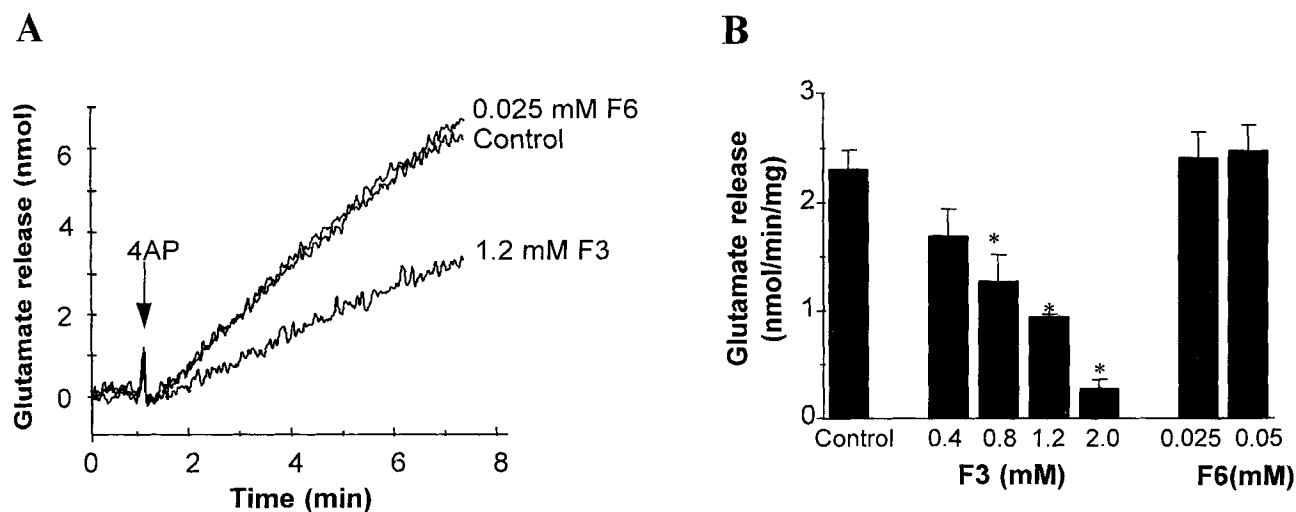 A
Glutamate release (nmol)
6
4
2
0
4AP
0.025 mM F6
Control
1.2 mM F3
0 2 4 6 8
Time (min)
B
Glutamate release
(nmol/min/mg)
3
2
1
0
*
*
*
Control 0.4 0.8 1.2 2.0 0.025 0.05
F3 (mM) F6(mM)